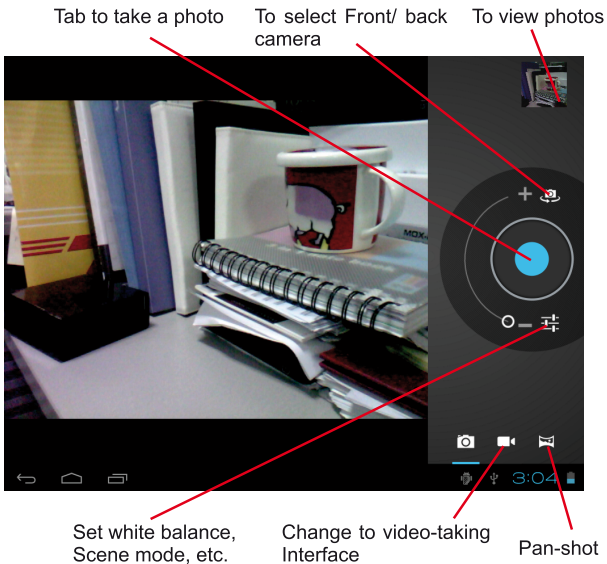 Tab to take a photo
To select Front/ back
camera
To view photos
MOX
3:04
Set white balance,
Scene mode, etc.
Change to video-taking
Interface
Pan-shot